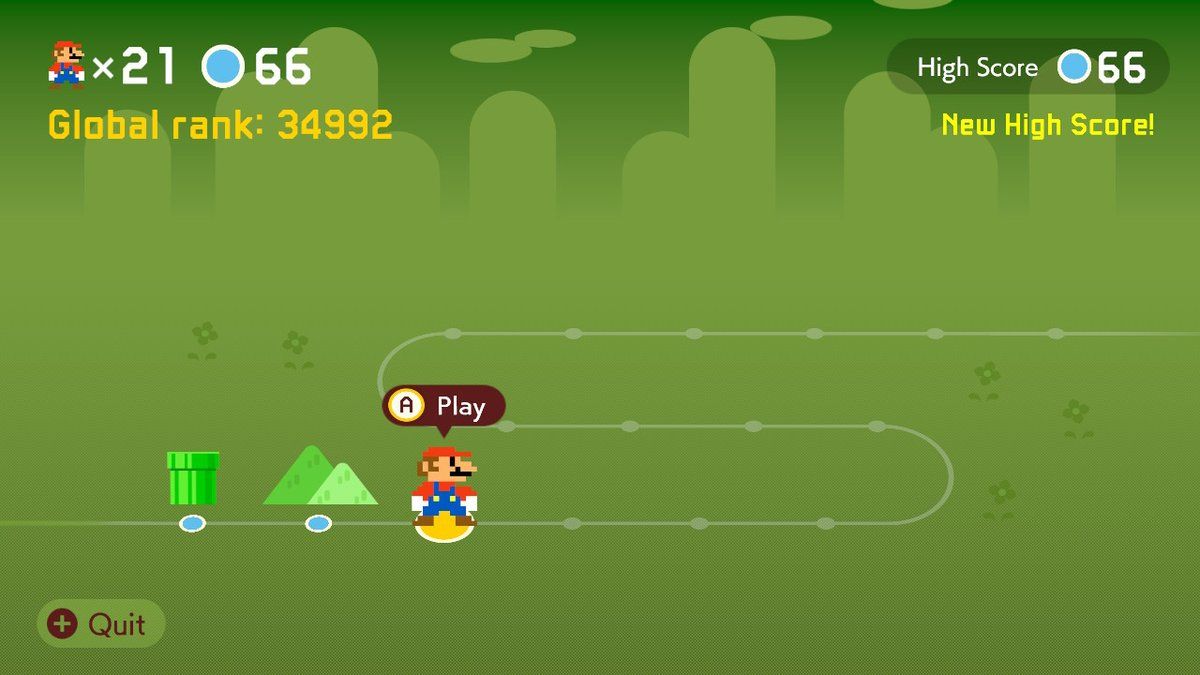 ×21 66
Global rank: 34992
High Score 66
New High Score!
A Play
+ Quit